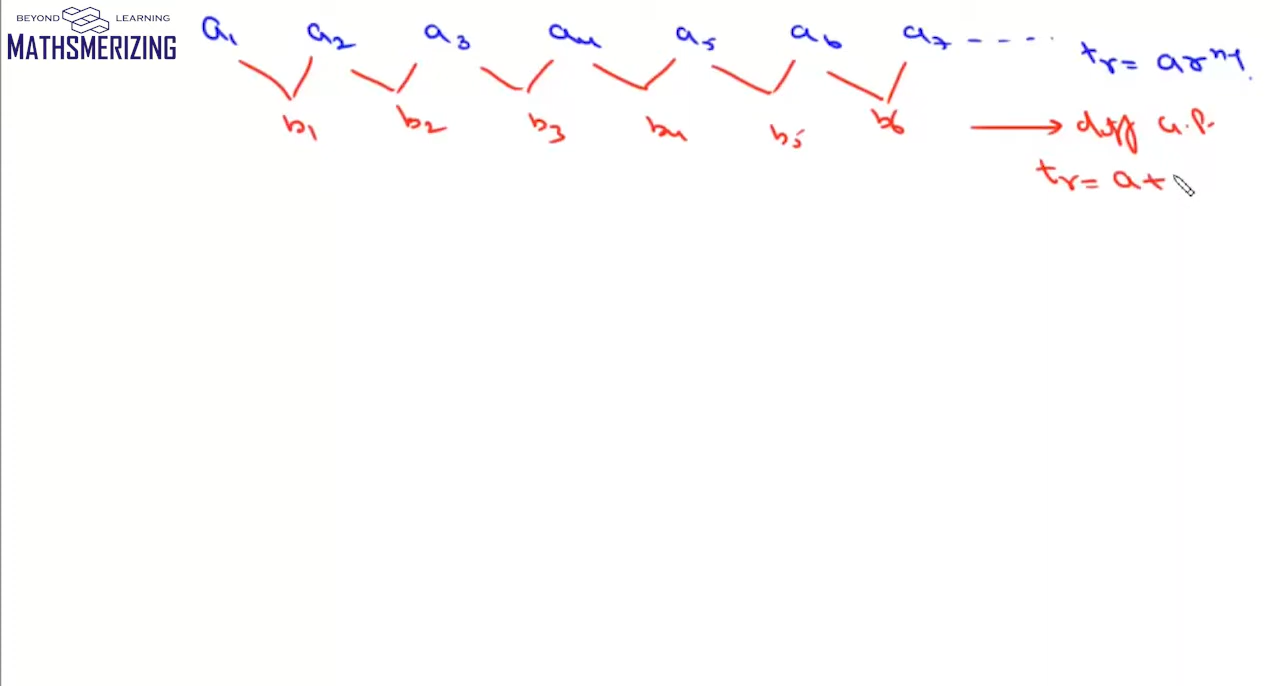 BEYOND LEARNING
MATHSMERIZING
a₁ a₂ a₃ a₄ a₅ a₆ a₇ ----
tᵣ = arⁿ⁻¹
b₁ b₂ b₃ b₄ b₅ b₆ → diff G.P.
tᵣ = a +